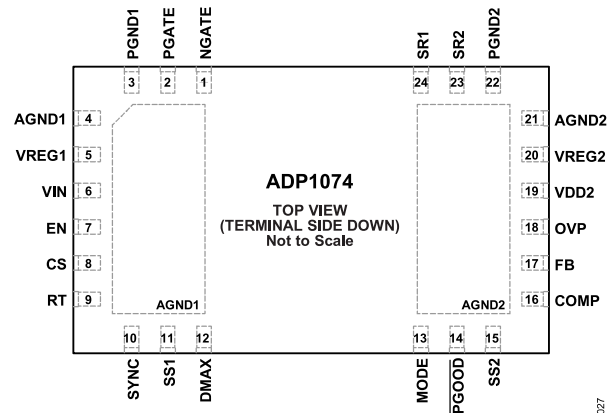 PGND1 PGATE NGATE SR1 SR2 PGND2
3 2 1 24 23 22
AGND1 4 21 AGND2
VREG1 5 20 VREG2
VIN 6 ADP1074 19 VDD2
TOP VIEW
(TERMINAL SIDE DOWN)
Not to Scale
EN 7 18 OVP
CS 8 17 FB
RT 9 16 COMP
AGND1 AGND2
10 11 12 13 14 15
SYNC SS1 DMAX MODE PGOOD SS2
027